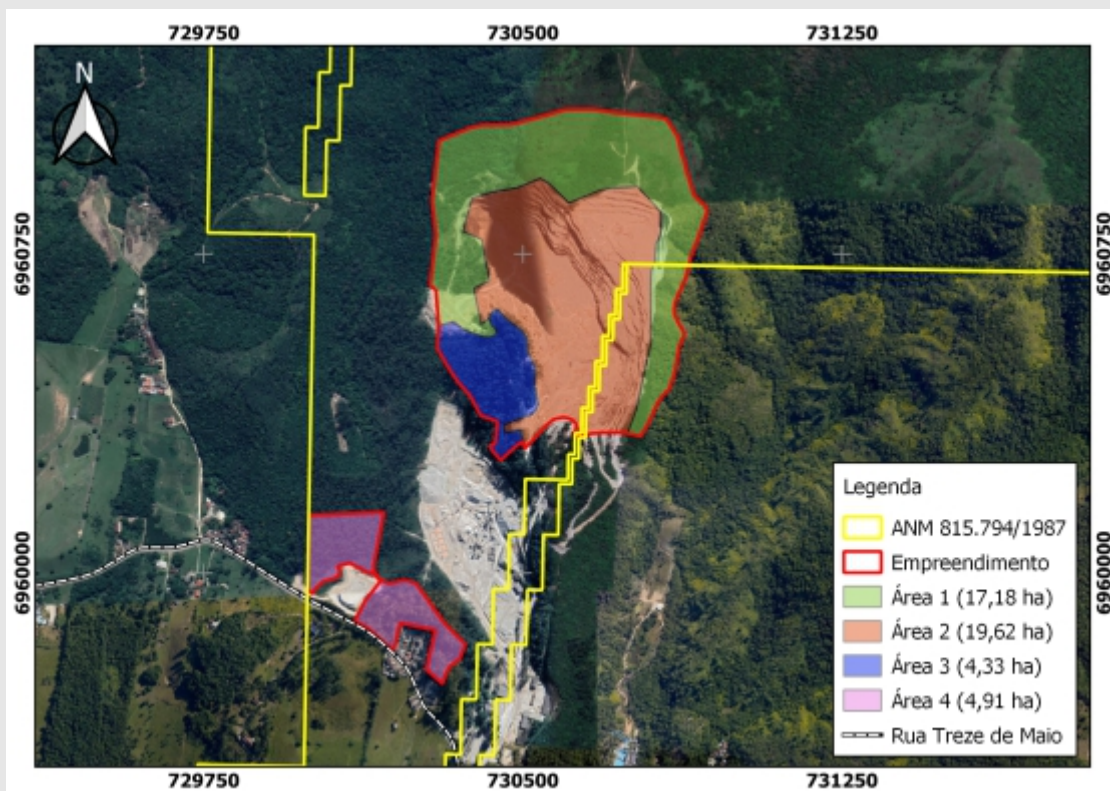 729750 730500 731250
N
6960750 6960750
6960000 6960000
Legenda
ANM 815.794/1987
Empreendimento
Área 1 (17,18 ha)
Área 2 (19,62 ha)
Área 3 (4,33 ha)
Área 4 (4,91 ha)
Rua Treze de Maio
729750 730500 731250